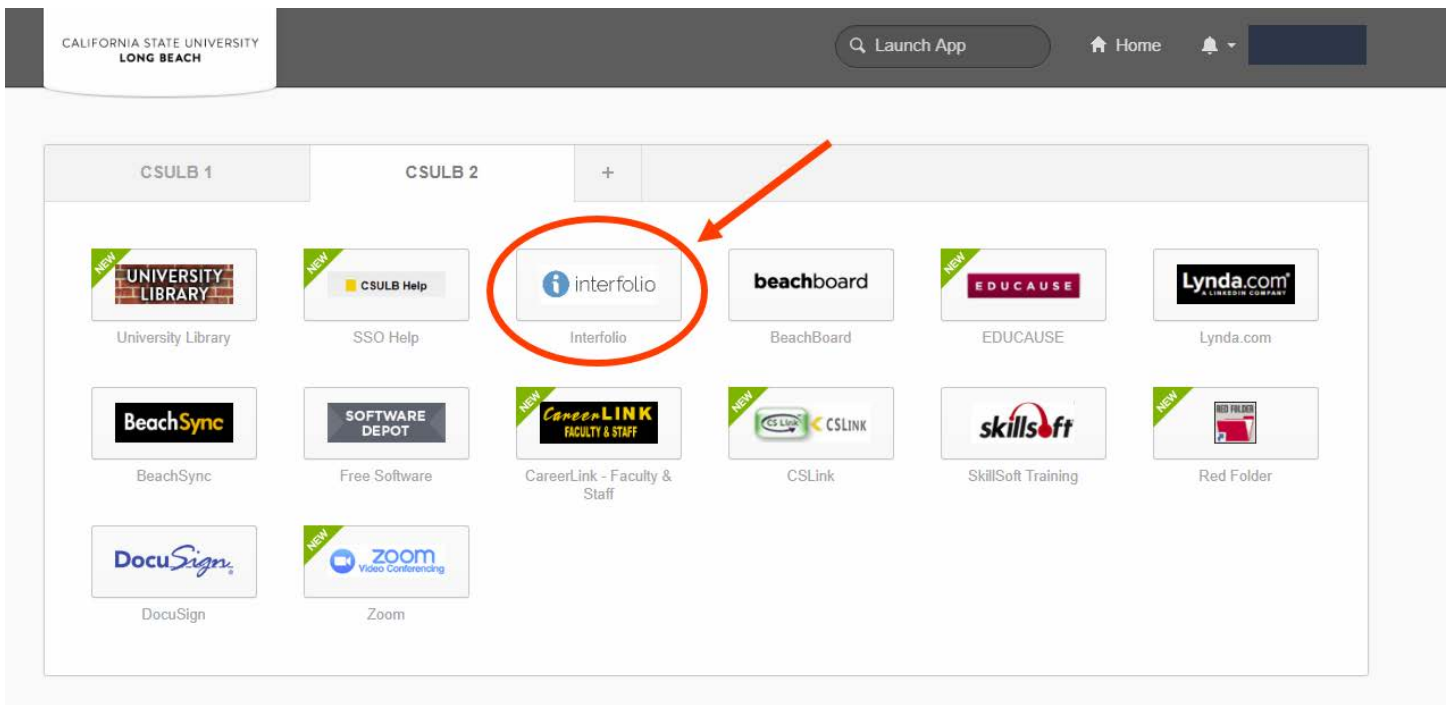 CALIFORNIA STATE UNIVERSITY
LONG BEACH
Launch App
Home
CSULB 1
CSULB 2
+
NEW
UNIVERSITY
LIBRARY
University Library
NEW
CSULB Help
SSO Help
interfolio
Interfolio
beachboard
BeachBoard
NEW
EDUCAUSE
EDUCAUSE
Lynda.com
A LINKEDIN COMPANY
Lynda.com
BeachSync
BeachSync
SOFTWARE
DEPOT
Free Software
NEW
CareerLINK
FACULTY & STAFF
CareerLink - Faculty &
Staff
NEW
CS Link
CSLINK
CSLink
skillsoft
SkillSoft Training
NEW
RED FOLDER
Red Folder
DocuSign
DocuSign
NEW
zoom
Video Conferencing
Zoom